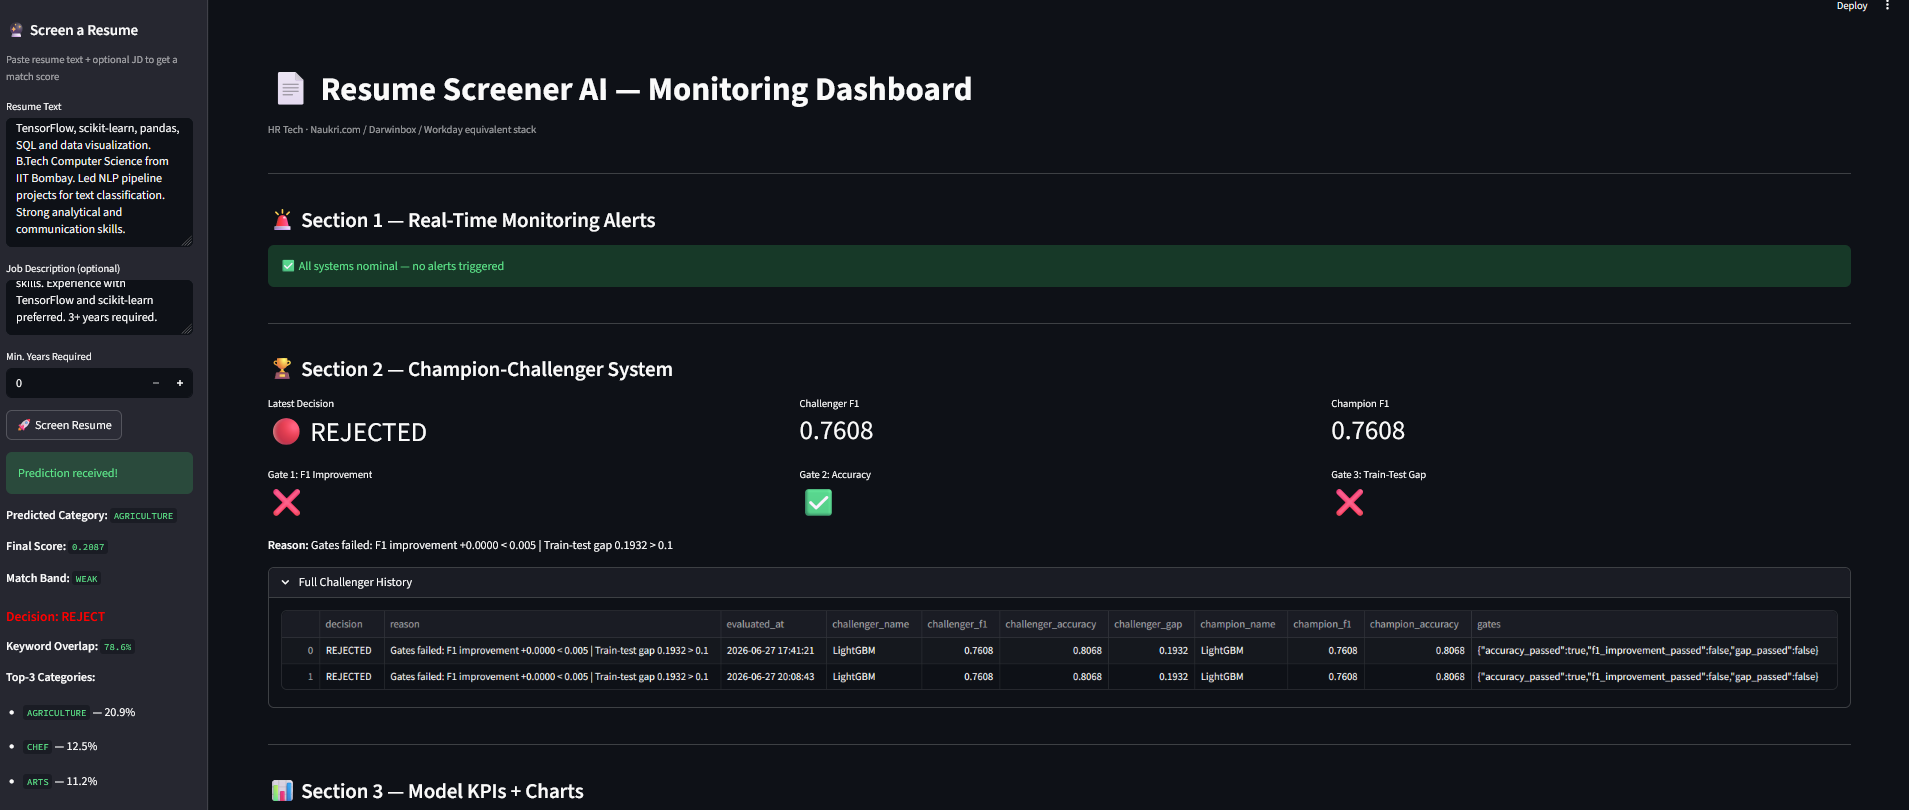 Deploy
Screen a Resume
Paste resume text + optional JD to get a
match score
Resume Text
TensorFlow, scikit-learn, pandas,
SQL and data visualization.
B.Tech Computer Science from
IIT Bombay. Led NLP pipeline
projects for text classification.
Strong analytical and
communication skills.
Job Description (optional)
skills. Experience with
TensorFlow and scikit-learn
preferred. 3+ years required.
Min. Years Required
0 − +
Screen Resume
Prediction received!
Predicted Category: AGRICULTURE
Final Score: 0.2087
Match Band: WEAK
Decision: REJECT
Keyword Overlap: 78.6%
Top-3 Categories:
• AGRICULTURE — 20.9%
• CHEF — 12.5%
• ARTS — 11.2%
Resume Screener AI — Monitoring Dashboard
HR Tech · Naukri.com / Darwinbox / Workday equivalent stack
Section 1 — Real-Time Monitoring Alerts
All systems nominal — no alerts triggered
Section 2 — Champion-Challenger System
Latest Decision Challenger F1 Champion F1
REJECTED 0.7608 0.7608
Gate 1: F1 Improvement Gate 2: Accuracy Gate 3: Train-Test Gap
Reason: Gates failed: F1 improvement +0.0000 < 0.005 | Train-test gap 0.1932 > 0.1
Full Challenger History
decision reason evaluated_at challenger_name challenger_f1 challenger_accuracy challenger_gap champion_name champion_f1 champion_accuracy gates
0 REJECTED Gates failed: F1 improvement +0.0000 < 0.005 | Train-test gap 0.1932 > 0.1 2026-06-27 17:41:21 LightGBM 0.7608 0.8068 0.1932 LightGBM 0.7608 0.8068 {"accuracy_passed":true,"f1_improvement_passed":false,"gap_passed":false}
1 REJECTED Gates failed: F1 improvement +0.0000 < 0.005 | Train-test gap 0.1932 > 0.1 2026-06-27 20:08:43 LightGBM 0.7608 0.8068 0.1932 LightGBM 0.7608 0.8068 {"accuracy_passed":true,"f1_improvement_passed":false,"gap_passed":false}
Section 3 — Model KPIs + Charts